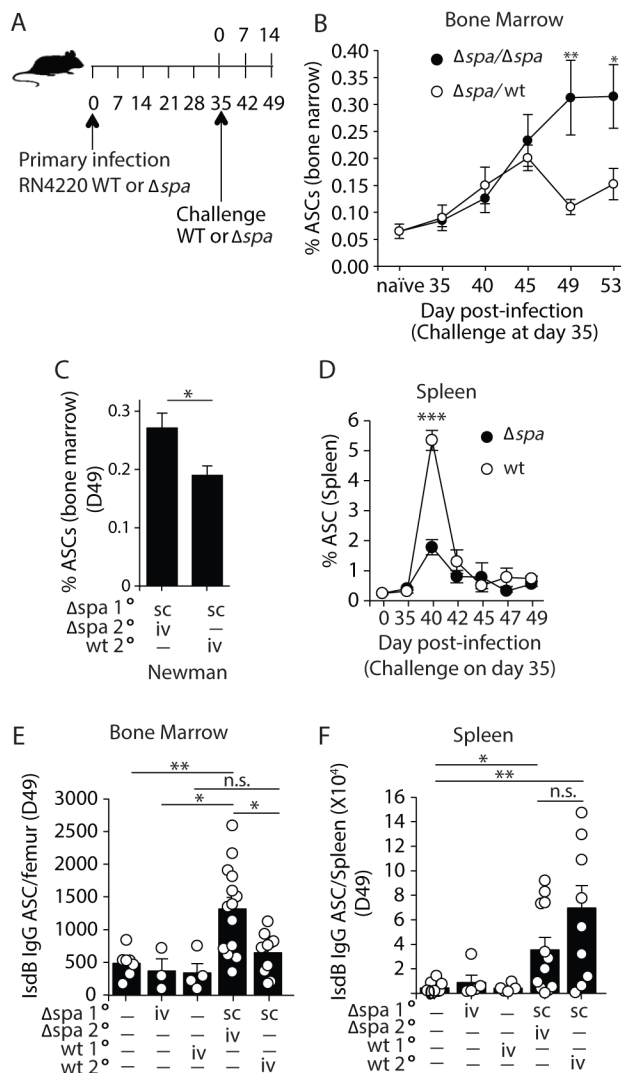 A
0 7 14
0 7 14 21 28 35 42 49
Primary infection
RN4220 WT or Δspa
Challenge
WT or Δspa
B
Bone Marrow
Δspa/Δspa
Δspa/wt
** *
% ASCs (bone narrow)
0.40
0.35
0.30
0.25
0.20
0.15
0.10
0.05
0.00
naïve 35 40 45 49 53
Day post-infection
(Challenge at day 35)
C
*
% ASCs (bone marrow)
(D49)
0.3
0.2
0.1
0
Δspa 1° sc sc
Δspa 2° iv –
wt 2° – iv
Newman
D
Spleen
***
Δspa
wt
% ASC (Spleen)
6
5
4
3
2
1
0
0 35 40 42 45 47 49
Day post-infection
(Challenge on day 35)
E
Bone Marrow
**
n.s.
* *
IsdB IgG ASC/femur (D49)
3000
2500
2000
1500
1000
500
0
Δspa 1° – iv – sc sc
Δspa 2° – – – iv –
wt 1° – – iv – –
wt 2° – – – – iv
F
Spleen
*
**
n.s.
IsdB IgG ASC/Spleen (X10⁴)
(D49)
16
14
12
10
8
6
4
2
Δspa 1° – iv – sc sc
Δspa 2° – – – iv –
wt 1° – – iv – –
wt 2° – – – – iv